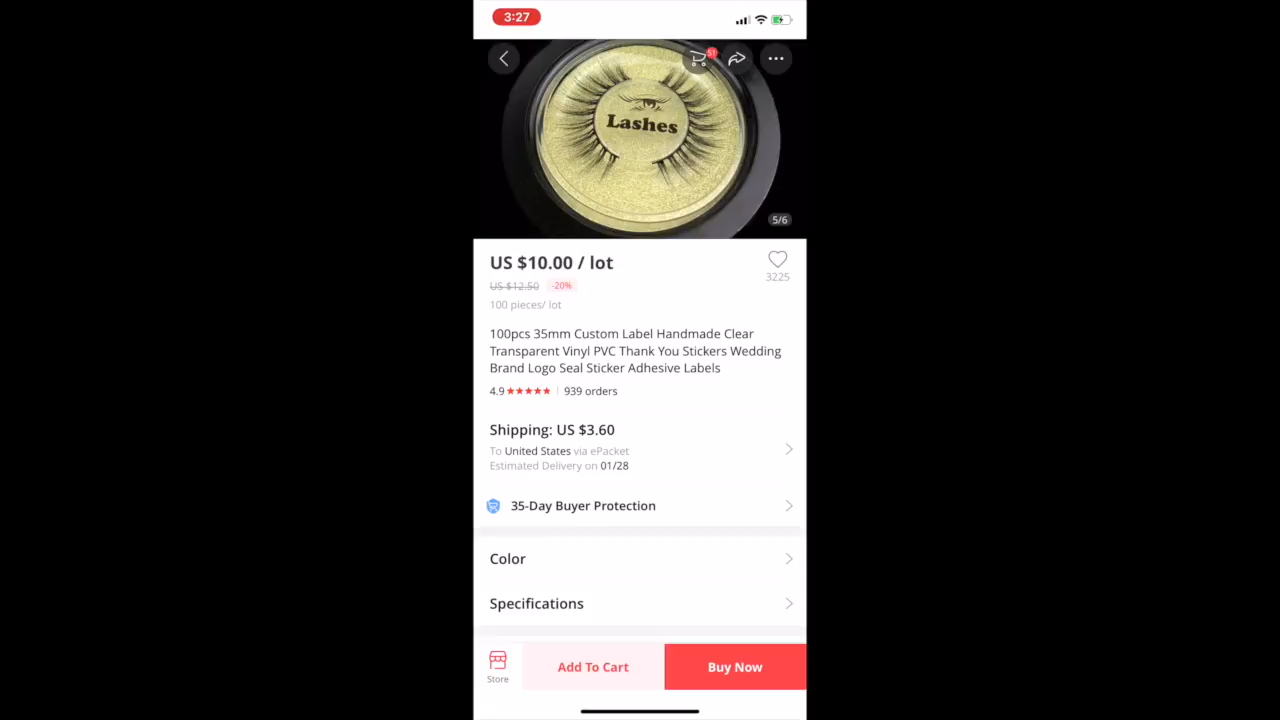 3:27
51
Lashes
5/6
US $10.00 / lot
3225
US $12.50 -20%
100 pieces/ lot
100pcs 35mm Custom Label Handmade Clear
Transparent Vinyl PVC Thank You Stickers Wedding
Brand Logo Seal Sticker Adhesive Labels
4.9 ★★★★★ | 939 orders
Shipping: US $3.60
To United States via ePacket
Estimated Delivery on 01/28
35-Day Buyer Protection
Color
Specifications
Store
Add To Cart
Buy Now